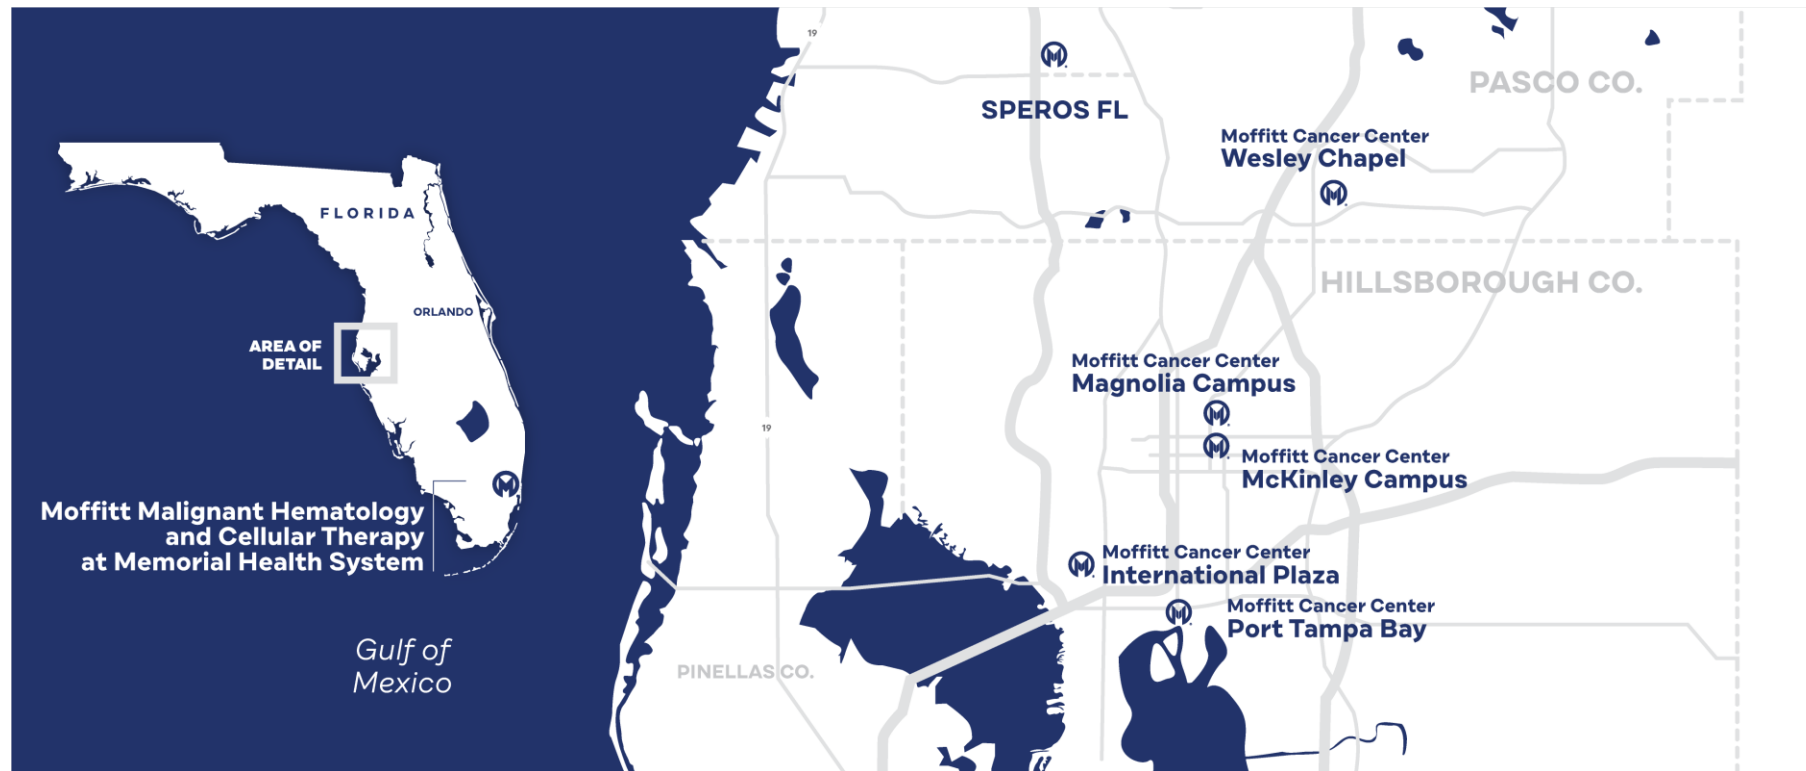 19
SPEROS FL
PASCO CO.
Moffitt Cancer Center
Wesley Chapel
FLORIDA
HILLSBOROUGH CO.
ORLANDO
AREA OF
DETAIL
Moffitt Cancer Center
Magnolia Campus
19
Moffitt Cancer Center
McKinley Campus
Moffitt Malignant Hematology
and Cellular Therapy
at Memorial Health System
Moffitt Cancer Center
International Plaza
Moffitt Cancer Center
Port Tampa Bay
Gulf of
Mexico
PINELLAS CO.